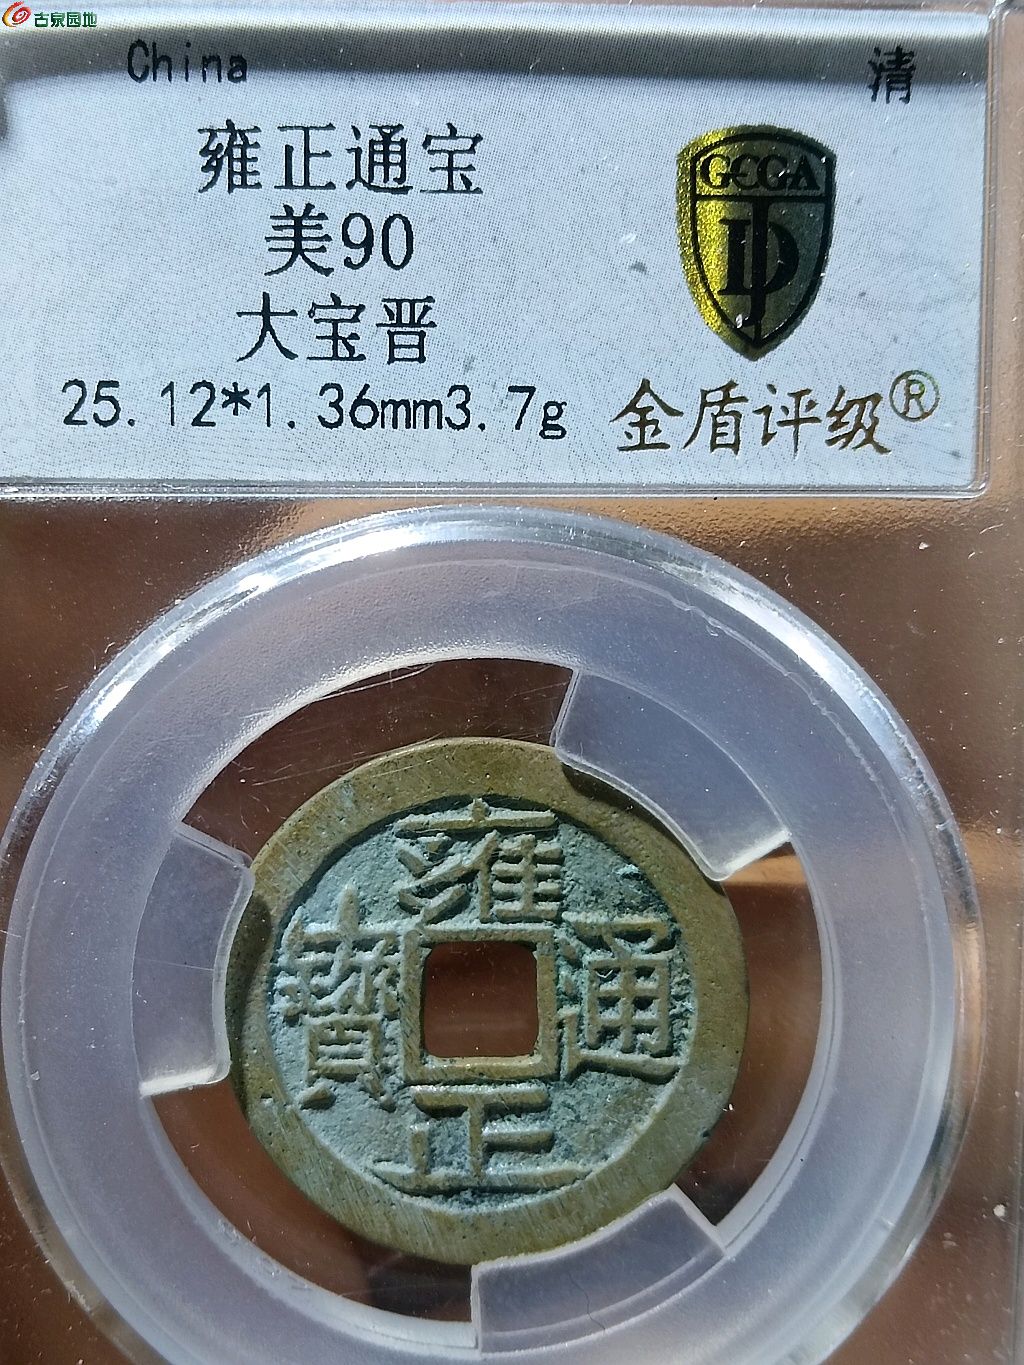 古泉园地
China
清
雍正通宝
美90
大宝晋
25.12*1.36mm3.7g
GCGA
JD
金盾评级®
雍
寶 通
正